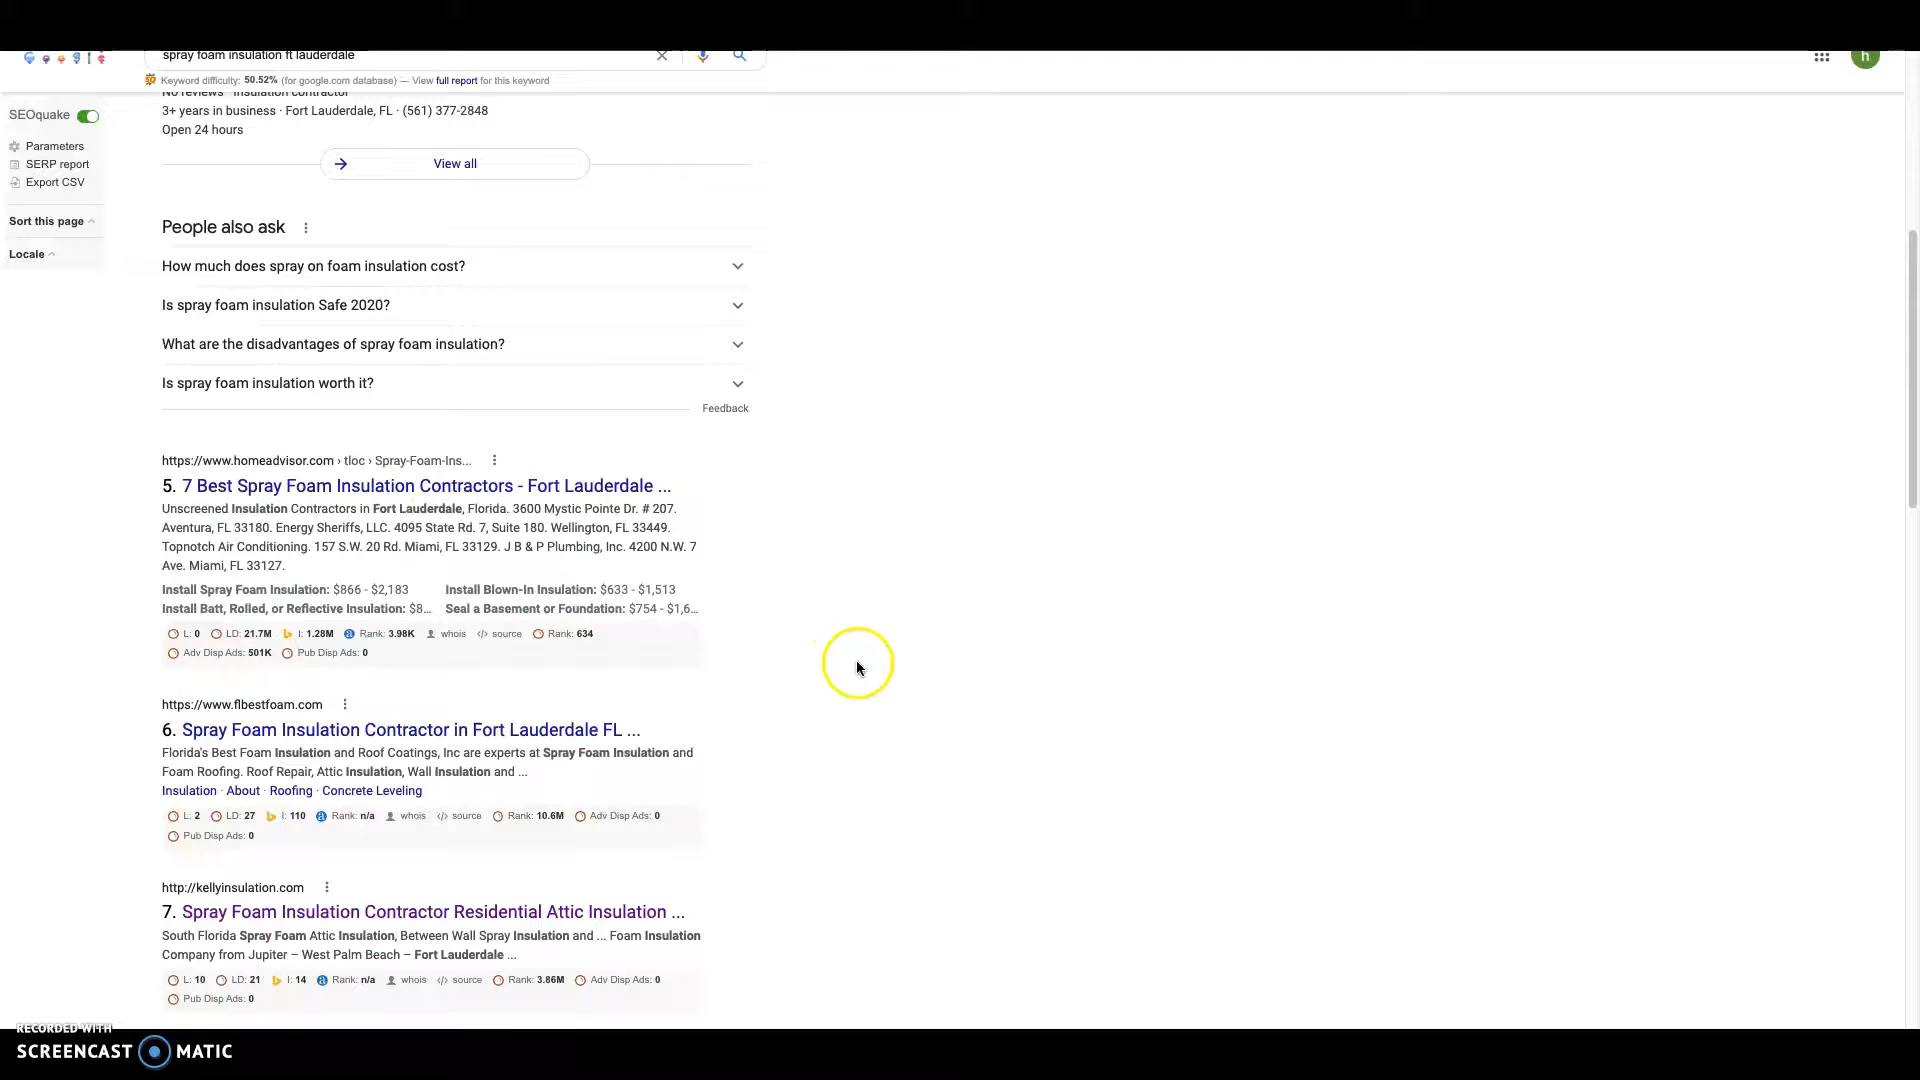 spray foam insulation ft lauderdale
h
Keyword difficulty: 50.52% (for google.com database) — View full report for this keyword
No reviews · Insulation contractor
3+ years in business · Fort Lauderdale, FL · (561) 377-2848
Open 24 hours
SEOquake
Parameters
SERP report
Export CSV
Sort this page
Locale
View all
People also ask
How much does spray on foam insulation cost?
Is spray foam insulation Safe 2020?
What are the disadvantages of spray foam insulation?
Is spray foam insulation worth it?
Feedback
https://www.homeadvisor.com › tloc › Spray-Foam-Ins...
5. 7 Best Spray Foam Insulation Contractors - Fort Lauderdale ...
Unscreened Insulation Contractors in Fort Lauderdale, Florida. 3600 Mystic Pointe Dr. # 207.
Aventura, FL 33180. Energy Sheriffs, LLC. 4095 State Rd. 7, Suite 180. Wellington, FL 33449.
Topnotch Air Conditioning. 157 S.W. 20 Rd. Miami, FL 33129. J B & P Plumbing, Inc. 4200 N.W. 7
Ave. Miami, FL 33127.
Install Spray Foam Insulation: $866 - $2,183 Install Blown-In Insulation: $633 - $1,513
Install Batt, Rolled, or Reflective Insulation: $8... Seal a Basement or Foundation: $754 - $1,6...
L: 0 LD: 21.7M I: 1.28M Rank: 3.98K whois source Rank: 634
Adv Disp Ads: 501K Pub Disp Ads: 0
https://www.flbestfoam.com
6. Spray Foam Insulation Contractor in Fort Lauderdale FL ...
Florida's Best Foam Insulation and Roof Coatings, Inc are experts at Spray Foam Insulation and
Foam Roofing. Roof Repair, Attic Insulation, Wall Insulation and ...
Insulation · About · Roofing · Concrete Leveling
L: 2 LD: 27 I: 110 Rank: n/a whois source Rank: 10.6M Adv Disp Ads: 0
Pub Disp Ads: 0
http://kellyinsulation.com
7. Spray Foam Insulation Contractor Residential Attic Insulation ...
South Florida Spray Foam Attic Insulation, Between Wall Spray Insulation and ... Foam Insulation
Company from Jupiter – West Palm Beach – Fort Lauderdale ...
L: 10 LD: 21 I: 14 Rank: n/a whois source Rank: 3.86M Adv Disp Ads: 0
Pub Disp Ads: 0
RECORDED WITH
SCREENCAST MATIC